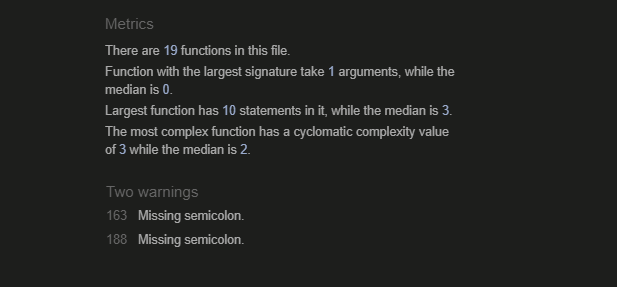 Metrics
There are 19 functions in this file.
Function with the largest signature take 1 arguments, while the
median is 0.
Largest function has 10 statements in it, while the median is 3.
The most complex function has a cyclomatic complexity value
of 3 while the median is 2.
Two warnings
163 Missing semicolon.
188 Missing semicolon.